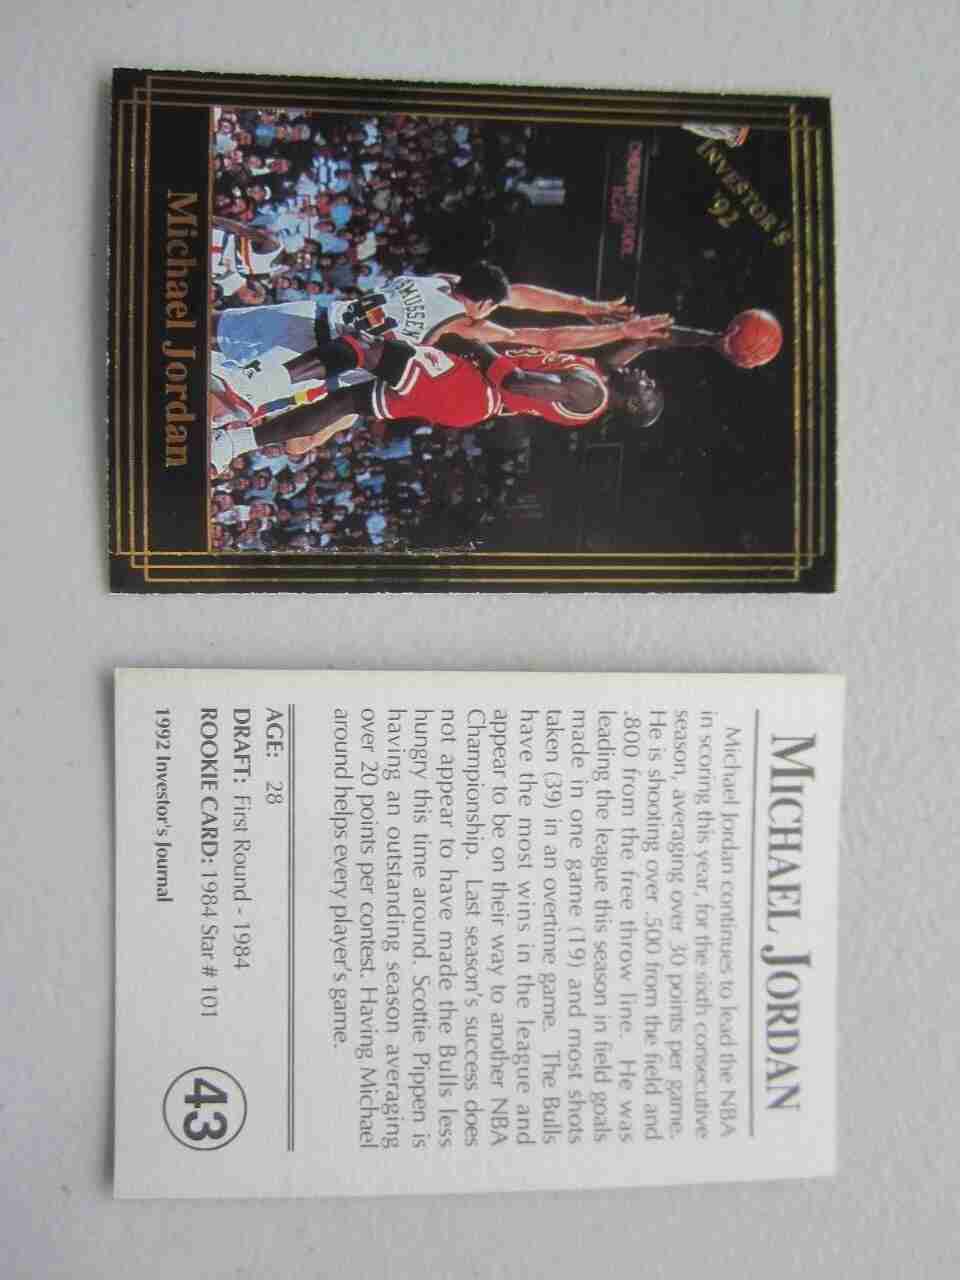 INVESTOR'S
'92
RASMUSSEN
Michael Jordan
MICHAEL JORDAN
Michael Jordan continues to lead the NBA
in scoring this year, for the sixth consecutive
season, averaging over 30 points per game.
He is shooting over .500 from the field and
.800 from the free throw line. He was
leading the league this season in field goals
made in one game (19) and most shots
taken (39) in an overtime game. The Bulls
have the most wins in the league and
appear to be on their way to another NBA
Championship. Last season's success does
not appear to have made the Bulls less
hungry this time around. Scottie Pippen is
having an outstanding season averaging
over 20 points per contest. Having Michael
around helps every player's game.
AGE: 28
DRAFT: First Round - 1984
ROOKIE CARD: 1984 Star # 101
1992 Investor's Journal
43